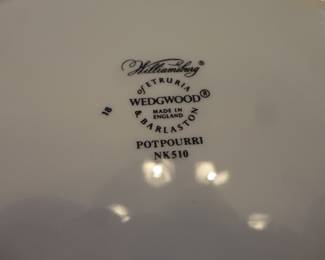 Williamsburg®
OF ETRURIA
WEDGWOOD®
MADE IN
ENGLAND
& BARLASTON
POTPOURRI
NK510
18